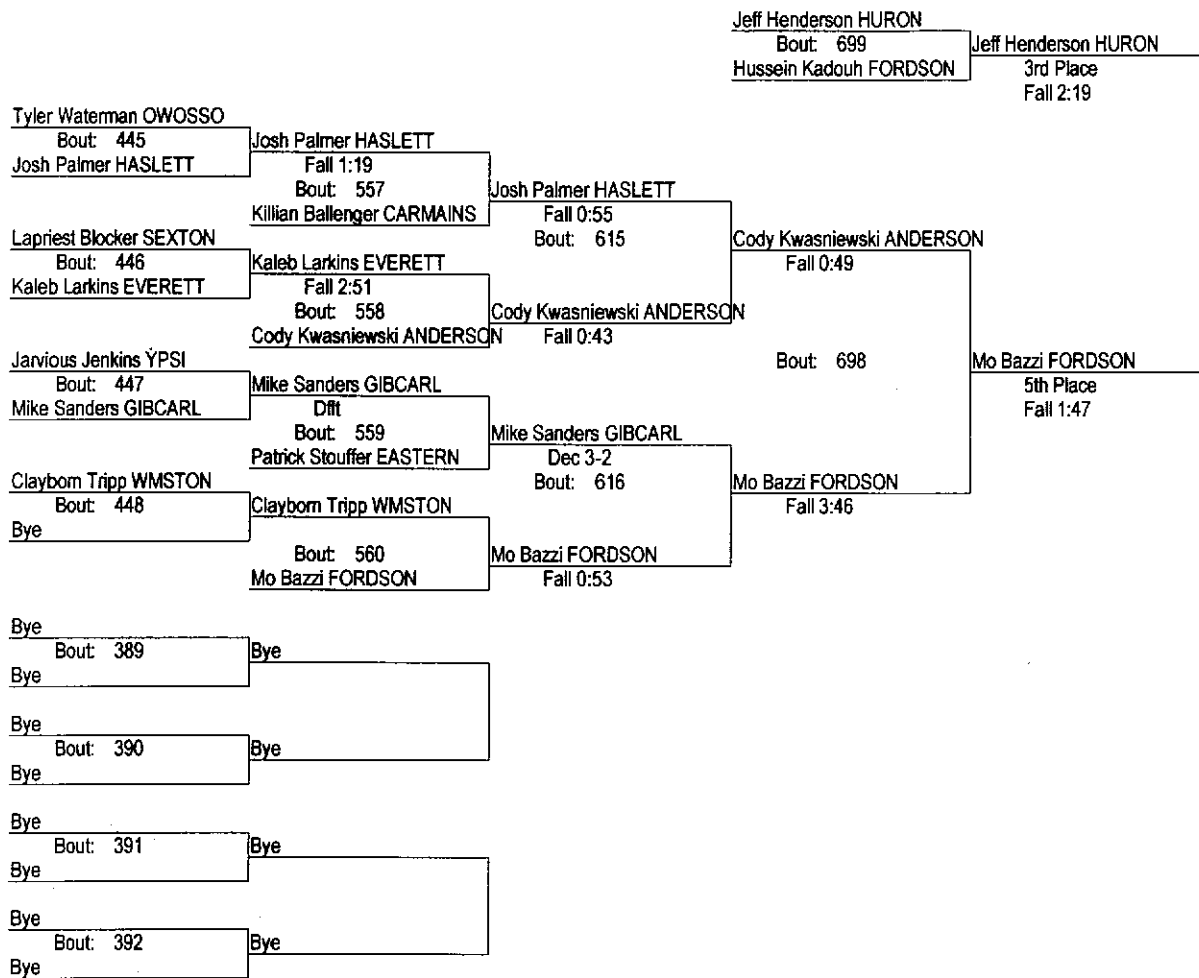 Jeff Henderson HURON
Bout: 699
Hussein Kadouh FORDSON
Jeff Henderson HURON
3rd Place
Fall 2:19
Tyler Waterman OWOSSO
Bout: 445
Josh Palmer HASLETT
Lapriest Blocker SEXTON
Bout: 446
Kaleb Larkins EVERETT
Jarvious Jenkins YPSI
Bout: 447
Mike Sanders GIBCARL
Clayborn Tripp WMSTON
Bout: 448
Bye
Josh Palmer HASLETT
Fall 1:19
Bout: 557
Killian Ballenger CARMAINS
Kaleb Larkins EVERETT
Fall 2:51
Bout: 558
Cody Kwasniewski ANDERSON
Mike Sanders GIBCARL
Dfft
Bout: 559
Patrick Stouffer EASTERN
Clayborn Tripp WMSTON
Bout: 560
Mo Bazzi FORDSON
Josh Palmer HASLETT
Fall 0:55
Bout: 615
Cody Kwasniewski ANDERSON
Fall 0:43
Mike Sanders GIBCARL
Dec 3-2
Bout: 616
Mo Bazzi FORDSON
Fall 0:53
Cody Kwasniewski ANDERSON
Fall 0:49
Bout: 698
Mo Bazzi FORDSON
Fall 3:46
Mo Bazzi FORDSON
5th Place
Fall 1:47
Bye
Bout: 389
Bye
Bye
Bye
Bout: 390
Bye
Bye
Bye
Bout: 391
Bye
Bye
Bye
Bout: 392
Bye
Bye